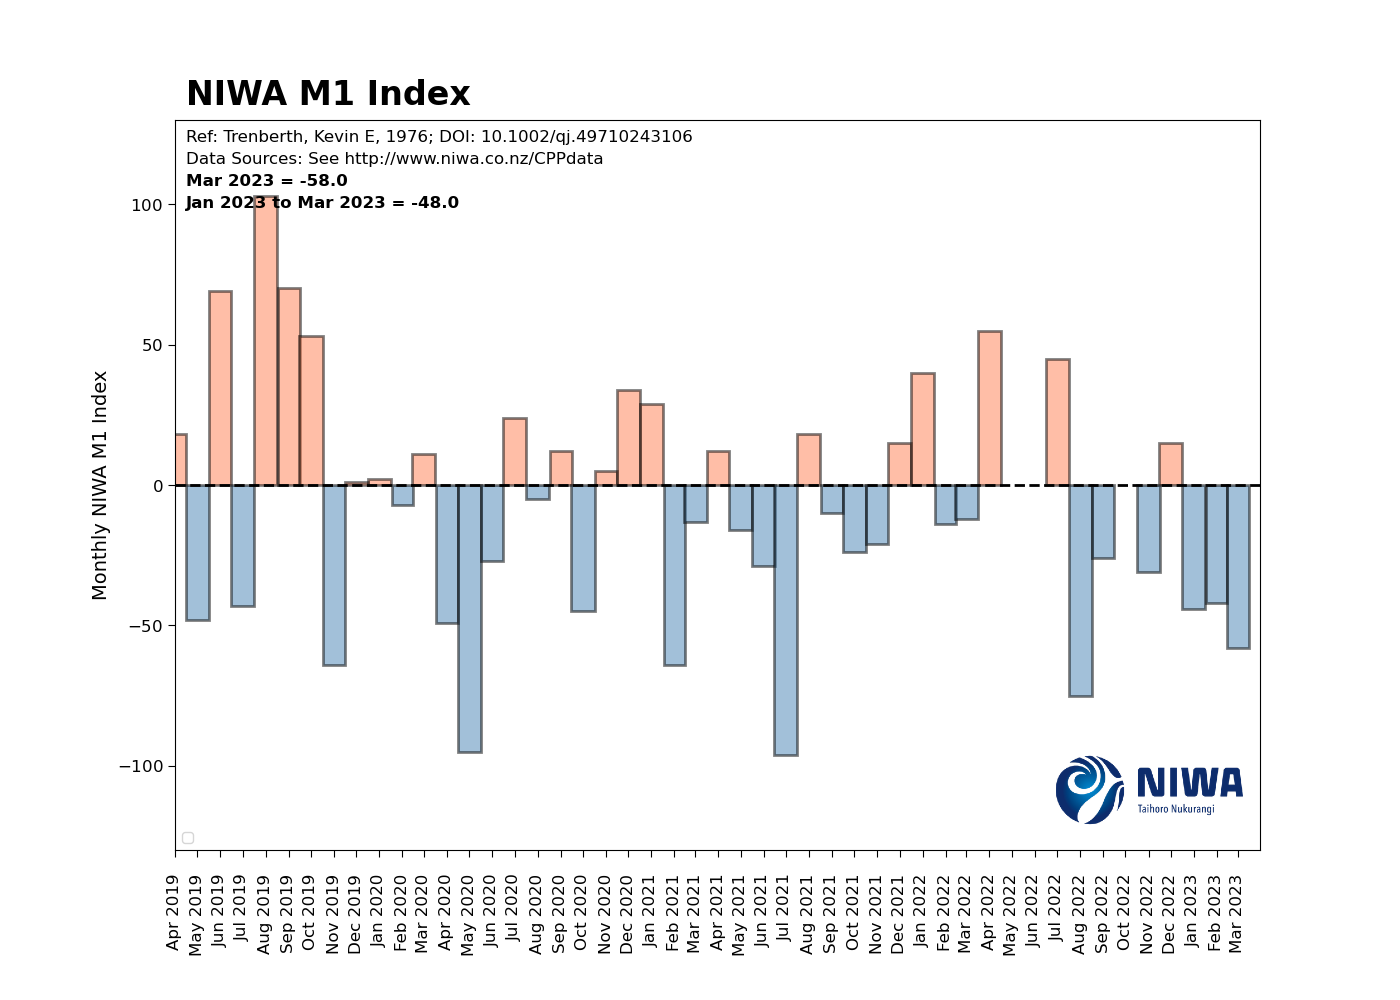 NIWA M1 Index
Ref: Trenberth, Kevin E, 1976; DOI: 10.1002/qj.49710243106
Data Sources: See http://www.niwa.co.nz/CPPdata
Mar 2023 = -58.0
Jan 2023 to Mar 2023 = -48.0
Monthly NIWA M1 Index
100
50
0
−50
−100
NIWA
Taihoro Nukurangi
Apr 2019
May 2019
Jun 2019
Jul 2019
Aug 2019
Sep 2019
Oct 2019
Nov 2019
Dec 2019
Jan 2020
Feb 2020
Mar 2020
Apr 2020
May 2020
Jun 2020
Jul 2020
Aug 2020
Sep 2020
Oct 2020
Nov 2020
Dec 2020
Jan 2021
Feb 2021
Mar 2021
Apr 2021
May 2021
Jun 2021
Jul 2021
Aug 2021
Sep 2021
Oct 2021
Nov 2021
Dec 2021
Jan 2022
Feb 2022
Mar 2022
Apr 2022
May 2022
Jun 2022
Jul 2022
Aug 2022
Sep 2022
Oct 2022
Nov 2022
Dec 2022
Jan 2023
Feb 2023
Mar 2023